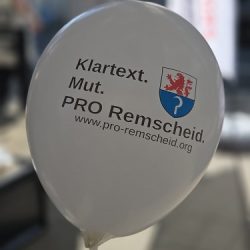 Klartext.
Mut.
PRO Remscheid.
www.pro-remscheid.org